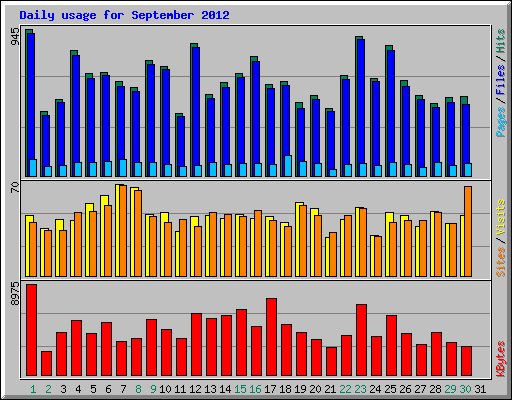 Daily usage for September 2012
945
Pages / Files / Hits
70
Sites / Visits
8975
KBytes
1 2 3 4 5 6 7 8 9 10 11 12 13 14 15 16 17 18 19 20 21 22 23 24 25 26 27 28 29 30 31